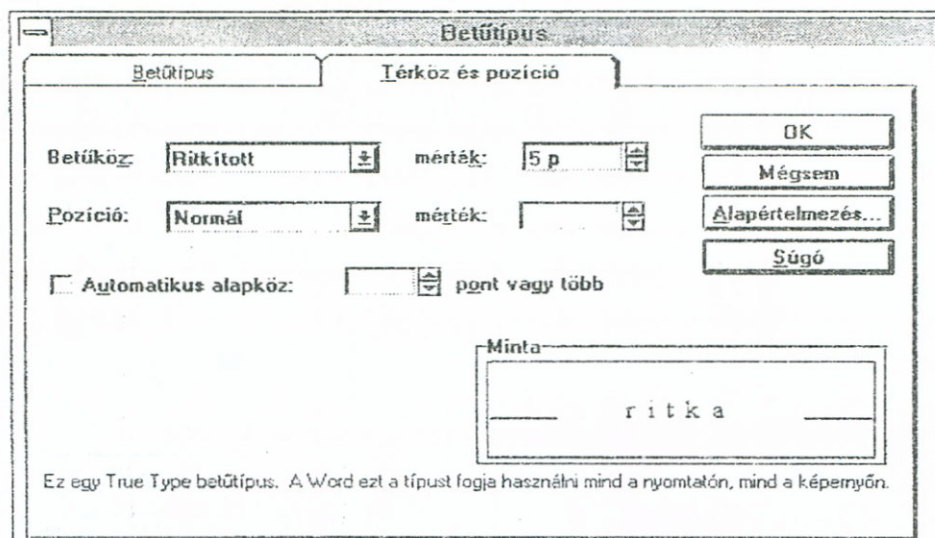 Betűtípus
Betűtípus Térköz és pozíció
Betűköz: Ritkított mérték: 5 p
Pozíció: Normál mérték:
Automatikus alapköz: pont vagy több
OK
Mégsem
Alapértelmezés...
Súgó
Minta
ritka
Ez egy True Type betűtípus. A Word ezt a típust fogja használni mind a nyomtatón, mind a képernyőn.